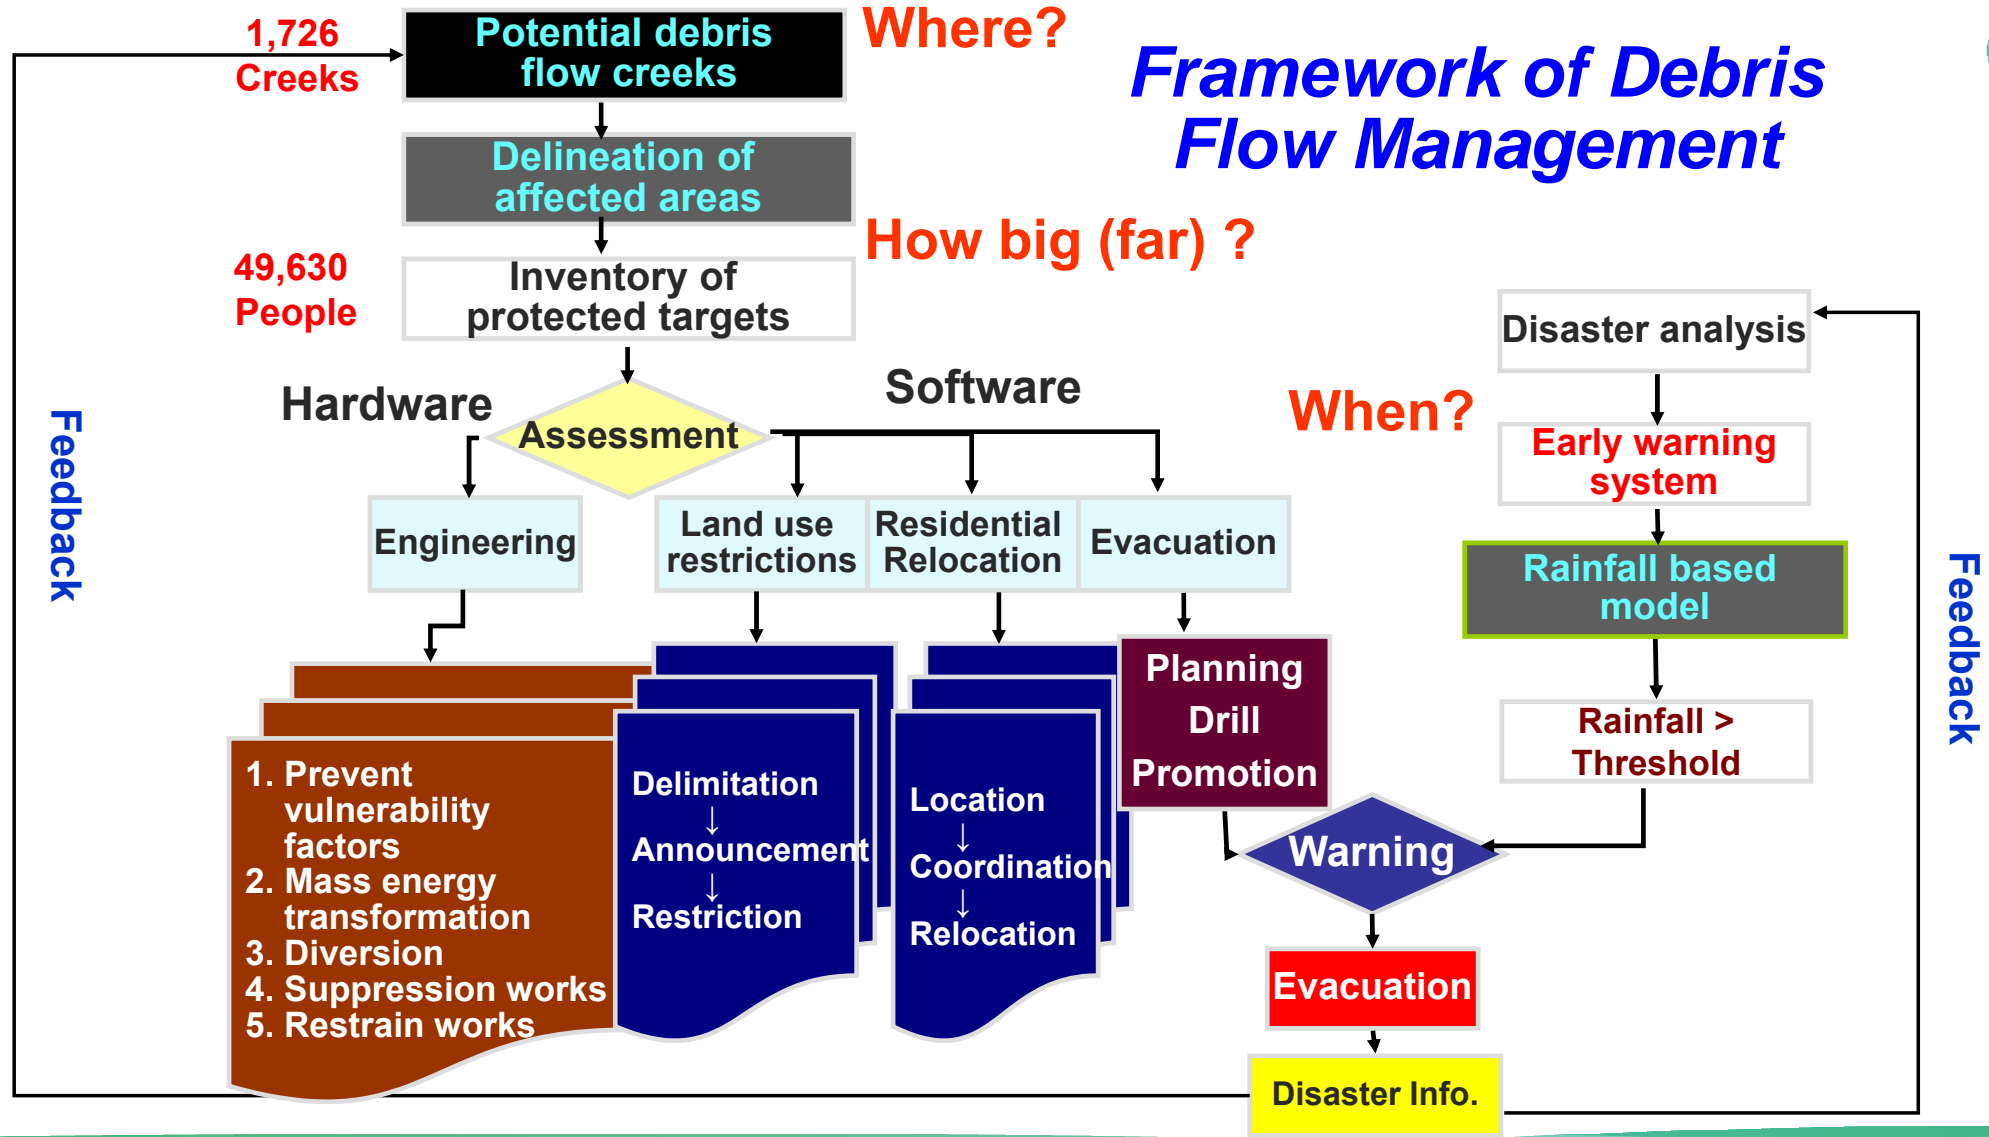 1,726
Creeks
Potential debris
flow creeks
Where?
Framework of Debris
Flow Management
Delineation of
affected areas
How big (far) ?
49,630
People
Inventory of
protected targets
Hardware
Software
Assessment
When?
Disaster analysis
Early warning
system
Rainfall based
model
Rainfall >
Threshold
Feedback
Feedback
Engineering
Land use
restrictions
Residential
Relocation
Evacuation
1. Prevent
vulnerability
factors
2. Mass energy
transformation
3. Diversion
4. Suppression works
5. Restrain works
Delimitation
↓
Announcement
↓
Restriction
Location
↓
Coordination
↓
Relocation
Planning
Drill
Promotion
Warning
Evacuation
Disaster Info.